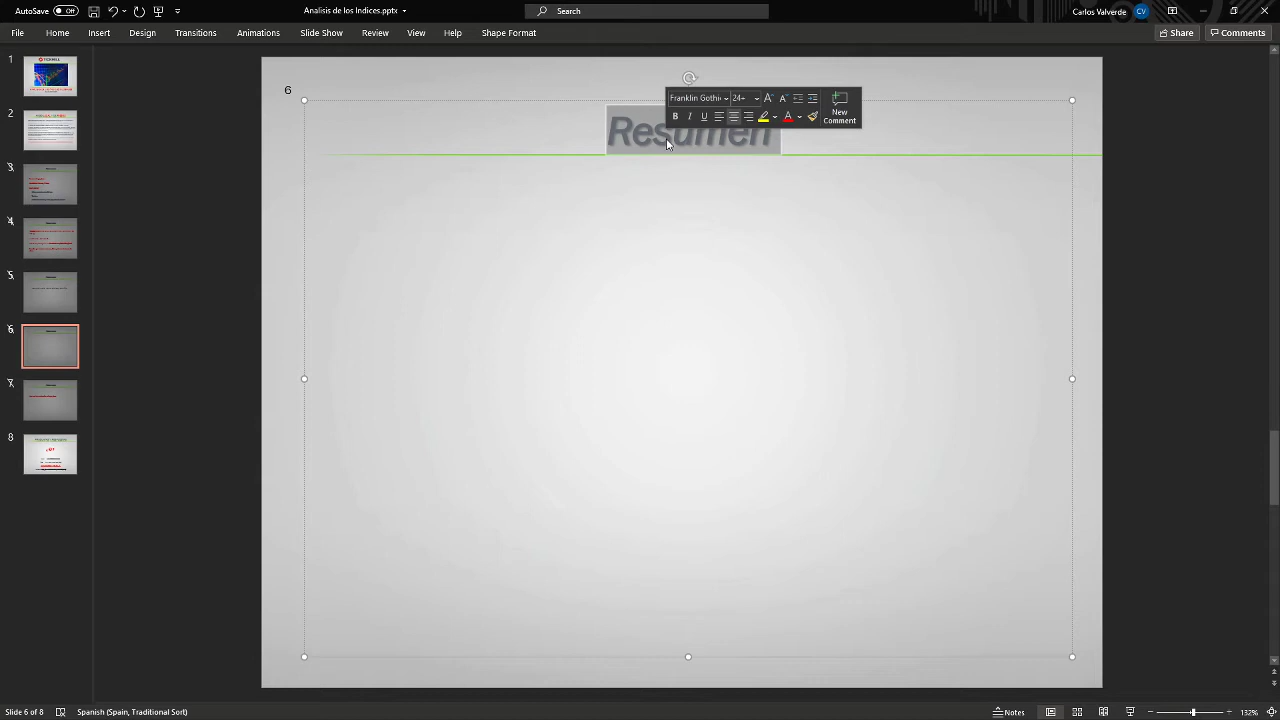 AutoSave Off Analisis de los Indices.pptx Search Carlos Valverde CV
File Home Insert Design Transitions Animations Slide Show Review View Help Shape Format Share Comments
1
2
3
4
5
6
7
8
6
Franklin Gothi 24+
New
Comment
Resumen
Slide 6 of 8 Spanish (Spain, Traditional Sort) Notes 132%